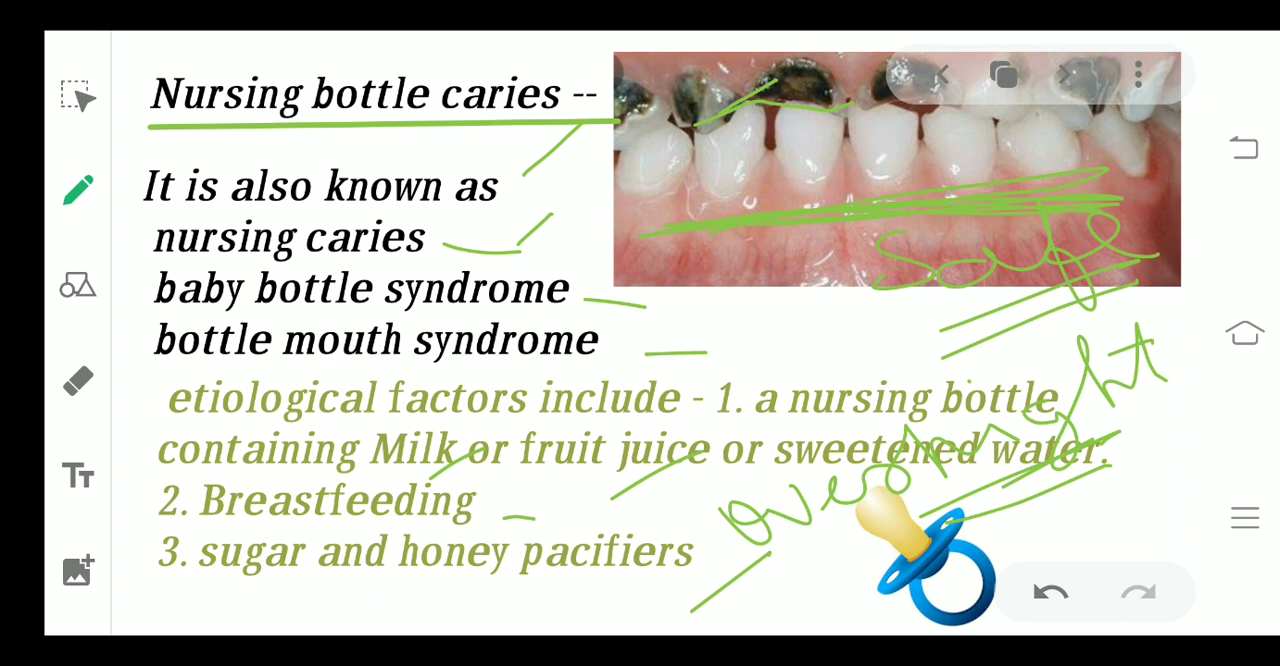 Nursing bottle caries --
It is also known as
nursing caries
baby bottle syndrome
bottle mouth syndrome
etiological factors include - 1. a nursing bottle
containing Milk or fruit juice or sweetened water.
2. Breastfeeding
3. sugar and honey pacifiers
Safe
overnight
TT